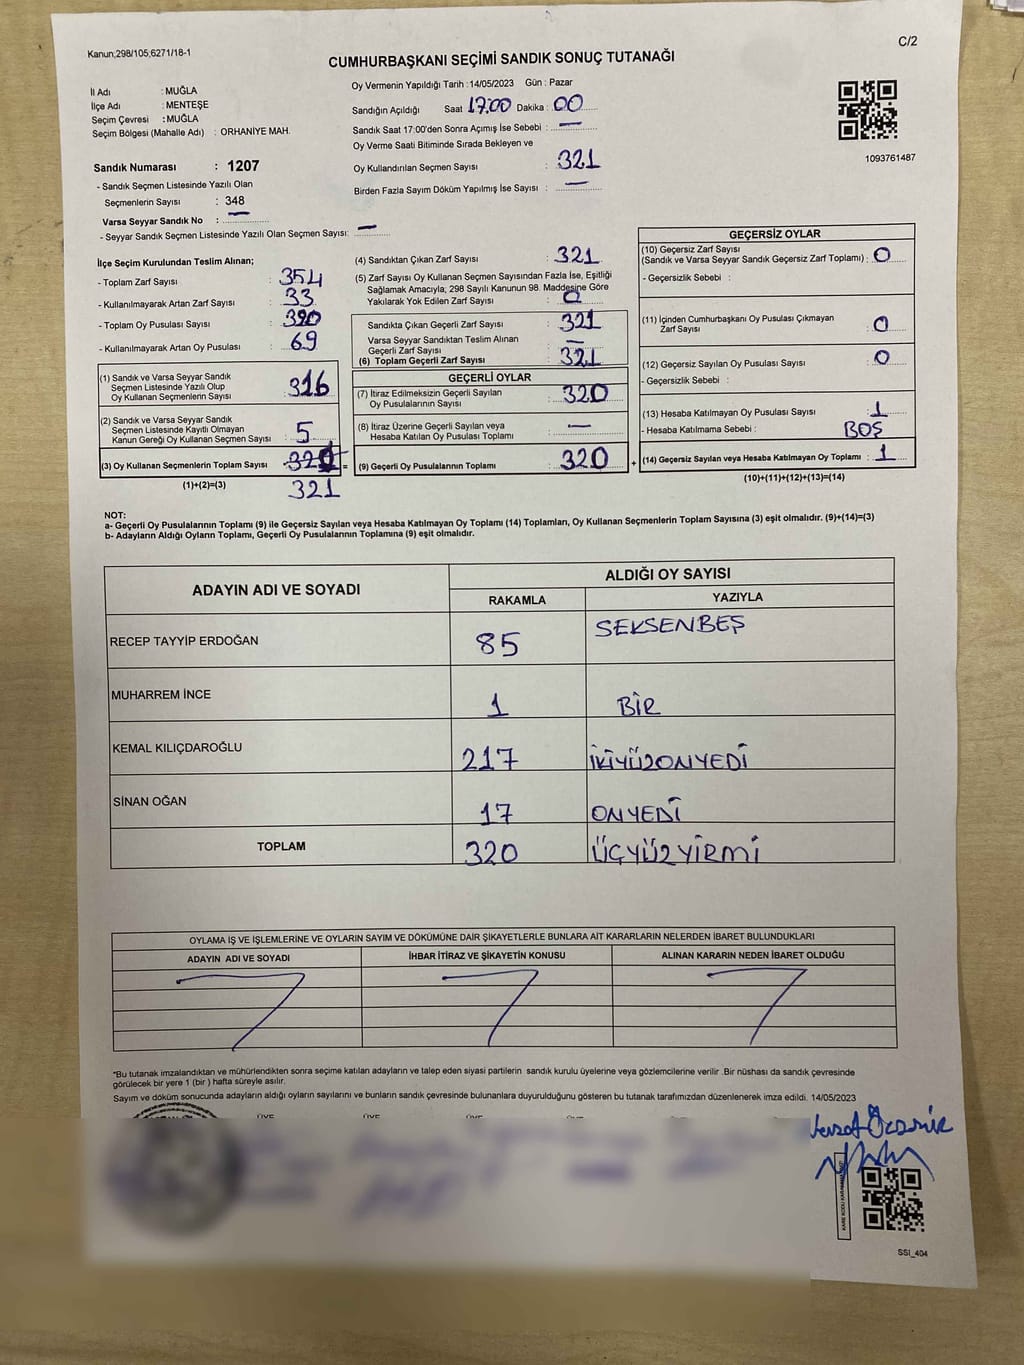 Kanun;298/105,6271/18-1
C/2
CUMHURBAŞKANI SEÇİMİ SANDIK SONUÇ TUTANAĞI
İl Adı : MUĞLA
İlçe Adı : MENTEŞE
Seçim Çevresi : MUĞLA
Seçim Bölgesi (Mahalle Adı) : ORHANİYE MAH.
Sandık Numarası : 1207
- Sandık Seçmen Listesinde Yazılı Olan
Seçmenlerin Sayısı : 348
Varsa Seyyar Sandık No : —
- Seyyar Sandık Seçmen Listesinde Yazılı Olan Seçmen Sayısı: —
Oy Vermenin Yapıldığı Tarih :14/05/2023 Gün : Pazar
Sandığın Açıldığı Saat 17:00 Dakika : 00
Sandık Saat 17:00'den Sonra Açımış İse Sebebi : —
Oy Verme Saati Bitiminde Sırada Bekleyen ve
Oy Kullandırılan Seçmen Sayısı : 321
Birden Fazla Sayım Döküm Yapılmış İse Sayısı : —
1093761487
İlçe Seçim Kurulundan Teslim Alınan;
- Toplam Zarf Sayısı : 354
- Kullanılmayarak Artan Zarf Sayısı : 33
- Toplam Oy Pusulası Sayısı : 390
- Kullanılmayarak Artan Oy Pusulası : 69
(1) Sandık ve Varsa Seyyar Sandık
Seçmen Listesinde Yazılı Olup
Oy Kullanan Seçmenlerin Sayısı : 316
(2) Sandık ve Varsa Seyyar Sandık
Seçmen Listesinde Kayıtlı Olmayan
Kanun Gereği Oy Kullanan Seçmen Sayısı : 5
(3) Oy Kullanan Seçmenlerin Toplam Sayısı :
=
(1)+(2)=(3) 321
(4) Sandıktan Çıkan Zarf Sayısı : 321
(5) Zarf Sayısı Oy Kullanan Seçmen Sayısından Fazla İse, Eşitliği
Sağlamak Amacıyla; 298 Sayılı Kanunun 98. Maddesine Göre
Yakılarak Yok Edilen Zarf Sayısı : 0
Sandıkta Çıkan Geçerli Zarf Sayısı : 321
Varsa Seyyar Sandıktan Teslim Alınan
Geçerli Zarf Sayısı : —
(6) Toplam Geçerli Zarf Sayısı : 321
GEÇERLİ OYLAR
(7) İtiraz Edilmeksizin Geçerli Sayılan
Oy Pusulalarının Sayısı : 320
(8) İtiraz Üzerine Geçerli Sayılan veya
Hesaba Katılan Oy Pusulası Toplamı : —
(9) Geçerli Oy Pusulalarının Toplamı : 320
+
GEÇERSİZ OYLAR
(10) Geçersiz Zarf Sayısı
(Sandık ve Varsa Seyyar Sandık Geçersiz Zarf Toplamı) : 0
- Geçersizlik Sebebi :
(11) İçinden Cumhurbaşkanı Oy Pusulası Çıkmayan
Zarf Sayısı : 0
(12) Geçersiz Sayılan Oy Pusulası Sayısı : 0
- Geçersizlik Sebebi :
(13) Hesaba Katılmayan Oy Pusulası Sayısı : 1
- Hesaba Katılmama Sebebi : BOŞ
(14) Geçersiz Sayılan veya Hesaba Katılmayan Oy Toplamı : 1
(10)+(11)+(12)+(13)=(14)
NOT:
a- Geçerli Oy Pusulalarının Toplamı (9) ile Geçersiz Sayılan veya Hesaba Katılmayan Oy Toplamı (14) Toplamları, Oy Kullanan Seçmenlerin Toplam Sayısına (3) eşit olmalıdır. (9)+(14)=(3)
b- Adayların Aldığı Oyların Toplamı, Geçerli Oy Pusulalarının Toplamına (9) eşit olmalıdır.
ADAYIN ADI VE SOYADI ALDIĞI OY SAYISI
RAKAMLA YAZIYLA
RECEP TAYYİP ERDOĞAN 85 SEKSENBEŞ
MUHARREM İNCE 1 BİR
KEMAL KILIÇDAROĞLU 217 İKİYÜZONYEDİ
SİNAN OĞAN 17 ONYEDİ
TOPLAM 320 ÜÇYÜZYİRMİ
OYLAMA İŞ VE İŞLEMLERİNE VE OYLARIN SAYIM VE DÖKÜMÜNE DAİR ŞİKAYETLERLE BUNLARA AİT KARARLARIN NELERDEN İBARET BULUNDUKLARI
ADAYIN ADI VE SOYADI İHBAR İTİRAZ VE ŞİKAYETİN KONUSU ALINAN KARARIN NEDEN İBARET OLDUĞU
*Bu tutanak imzalandıktan ve mühürlendikten sonra seçime katılan adayların ve talep eden siyasi partilerin sandık kurulu üyelerine veya gözlemcilerine verilir .Bir nüshası da sandık çevresinde
görülecek bir yere 1 (bir ) hafta süreyle asılır.
Sayım ve döküm sonucunda adayların aldığı oyların sayılarını ve bunların sandık çevresinde bulunanlara duyurulduğunu gösteren bu tutanak tarafımızdan düzenlenerek imza edildi. 14/05/2023
ÜYE ÜYE ÜYE
SSI_404